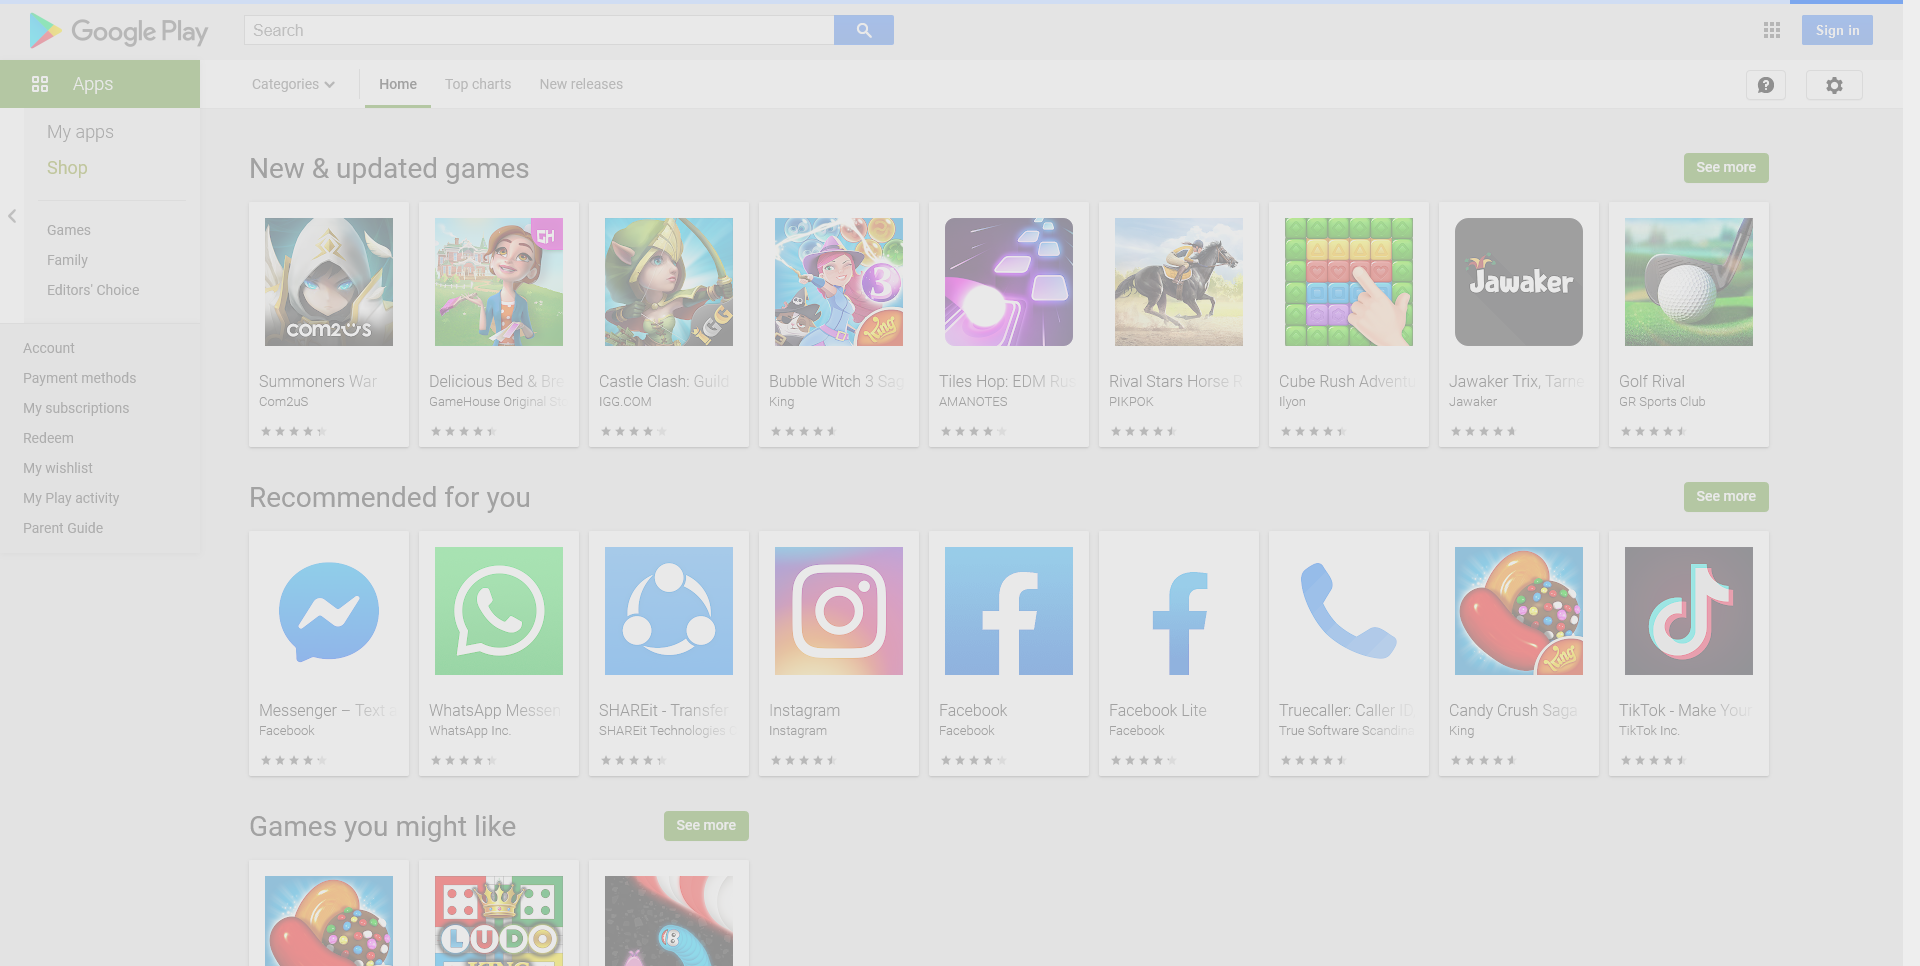 Google Play
Search
Sign in
Apps
Categories
Home
Top charts
New releases
My apps
Shop
Games
Family
Editors' Choice
Account
Payment methods
My subscriptions
Redeem
My wishlist
My Play activity
Parent Guide
New & updated games
See more
com2us
GH
IGG
3
King
Jawaker
Summoners War
Com2uS
Delicious Bed & Bre
GameHouse Original Sto
Castle Clash: Guild
IGG.COM
Bubble Witch 3 Sag
King
Tiles Hop: EDM Rus
AMANOTES
Rival Stars Horse R
PIKPOK
Cube Rush Adventu
Ilyon
Jawaker Trix, Tarne
Jawaker
Golf Rival
GR Sports Club
Recommended for you
See more
King
Messenger – Text a
Facebook
WhatsApp Messen
WhatsApp Inc.
SHAREit - Transfer
SHAREit Technologies C
Instagram
Instagram
Facebook
Facebook
Facebook Lite
Facebook
Truecaller: Caller ID
True Software Scandina
Candy Crush Saga
King
TikTok - Make Your
TikTok Inc.
Games you might like
See more
LUDO